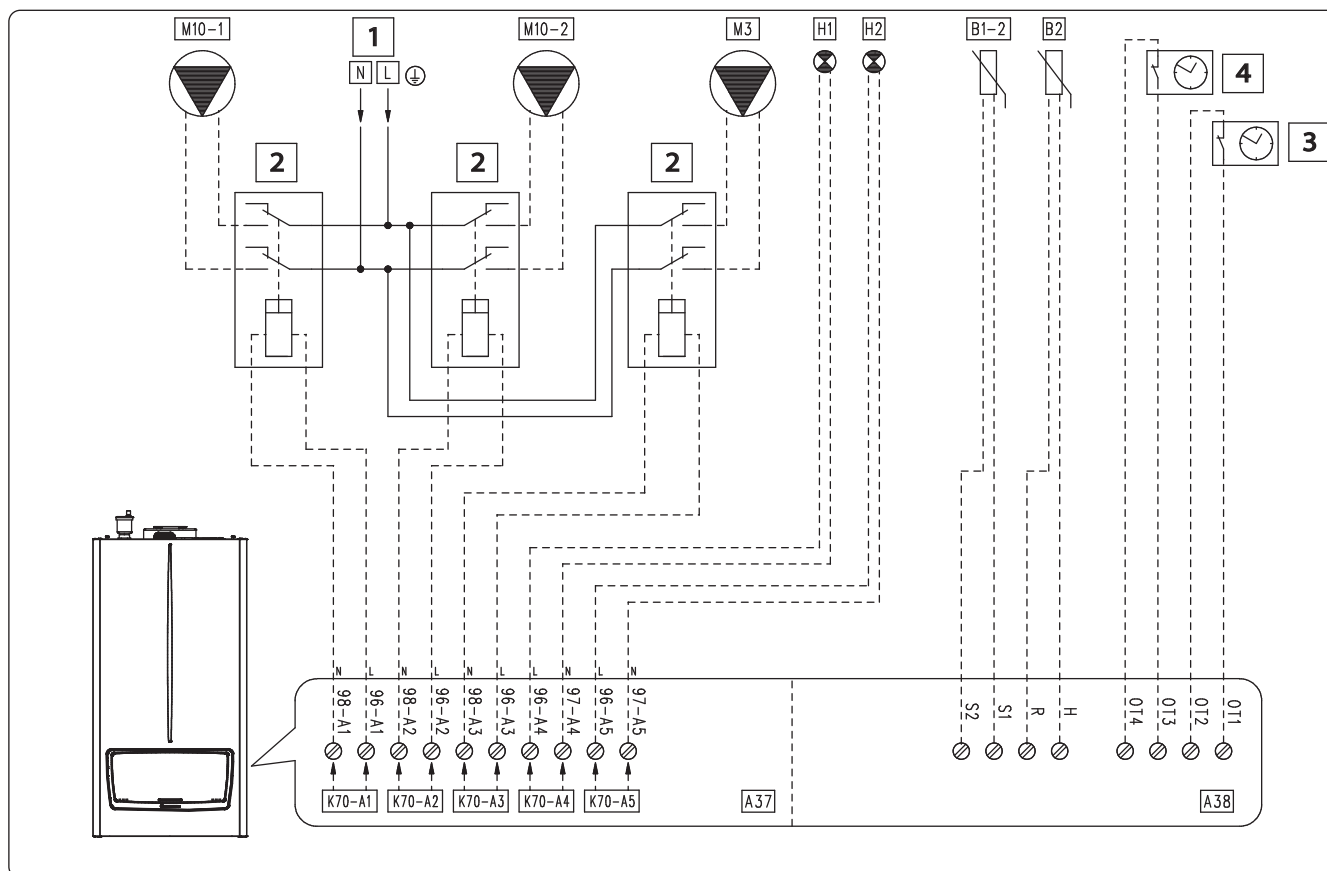 M10-1 1 M10-2 M3 H1 H2 B1-2 B2
N L 4
3
2 2 2
N L N L N L L N L N
98-A1 96-A1 98-A2 96-A2 98-A3 96-A3 96-A4 97-A4 96-A5 97-A5 S2 S1 R H OT4 OT3 OT2 OT1
K70-A1 K70-A2 K70-A3 K70-A4 K70-A5 A37 A38